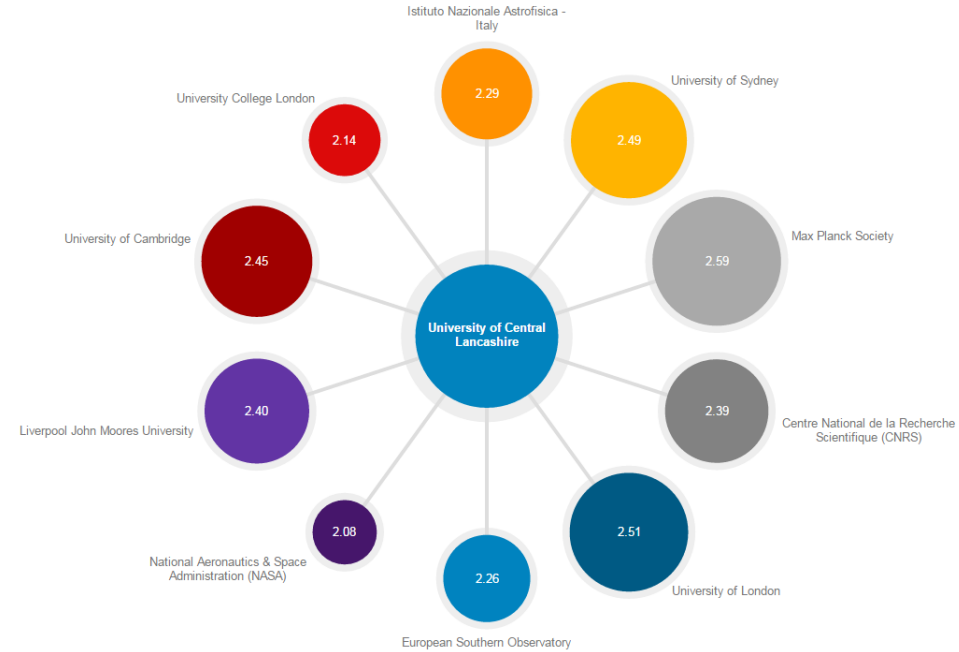 Istituto Nazionale Astrofisica -
Italy
2.29
University of Sydney
2.49
Max Planck Society
2.59
Centre National de la Recherche
Scientifique (CNRS)
2.39
University of London
2.51
European Southern Observatory
2.26
National Aeronautics & Space
Administration (NASA)
2.08
Liverpool John Moores University
2.40
University of Cambridge
2.45
University College London
2.14
University of Central
Lancashire